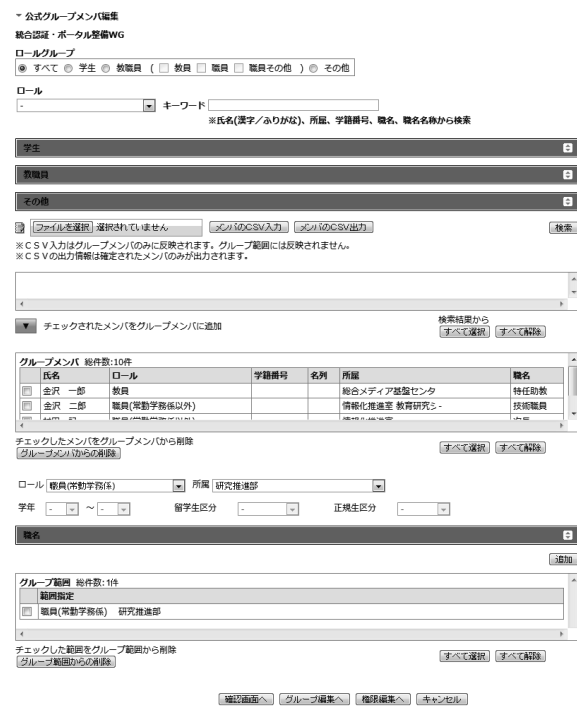 公式グループメンバ編集
統合認証・ポータル整備WG
ロールグループ
すべて 学生 教職員 ( 教員 職員 職員その他 ) その他
ロール
- キーワード
※氏名(漢字/ふりがな)、所属、学籍番号、職名、職名名称から検索
学生
教職員
その他
ファイルを選択 選択されていません メンバのCSV入力 メンバのCSV出力 検索
※CSV入力はグループメンバのみに反映されます。グループ範囲には反映されません。
※CSVの出力情報は確定されたメンバのみが出力されます。
▼ チェックされたメンバをグループメンバに追加
検索結果から
すべて選択 すべて解除
グループメンバ 総件数:10件
氏名 ロール 学籍番号 名列 所属 職名
金沢 一郎 教員 総合メディア基盤センタ 特任助教
金沢 二郎 職員(常勤学務係以外) 情報化推進室 教育研究シ- 技術職員
チェックしたメンバをグループメンバから削除
グループメンバからの削除 すべて選択 すべて解除
ロール 職員(常勤学務係) 所属 研究推進部
学年 - ～ - 留学生区分 - 正規生区分 -
職名
追加
グループ範囲 総件数:1件
範囲指定
職員(常勤学務係) 研究推進部
チェックした範囲をグループ範囲から削除
グループ範囲からの削除 すべて選択 すべて解除
確認画面へ グループ編集へ 権限編集へ キャンセル